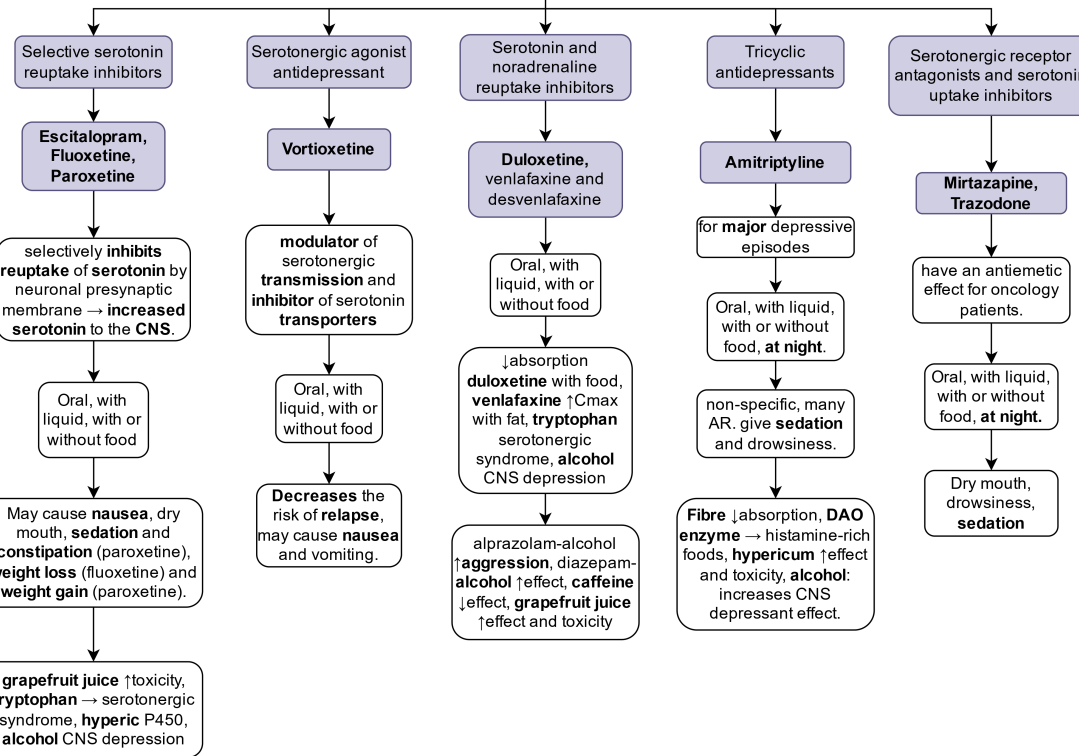 Selective serotonin
reuptake inhibitors
Escitalopram,
Fluoxetine,
Paroxetine
selectively inhibits
reuptake of serotonin by
neuronal presynaptic
membrane → increased
serotonin to the CNS.
Oral, with
liquid, with or
without food
May cause nausea, dry
mouth, sedation and
constipation (paroxetine),
weight loss (fluoxetine) and
weight gain (paroxetine).
grapefruit juice ↑toxicity,
tryptophan → serotonergic
syndrome, hyperic P450,
alcohol CNS depression
Serotonergic agonist
antidepressant
Vortioxetine
modulator of
serotonergic
transmission and
inhibitor of serotonin
transporters
Oral, with
liquid, with or
without food
Decreases the
risk of relapse,
may cause nausea
and vomiting.
Serotonin and
noradrenaline
reuptake inhibitors
Duloxetine,
venlafaxine and
desvenlafaxine
Oral, with
liquid, with or
without food
↓absorption
duloxetine with food,
venlafaxine ↑Cmax
with fat, tryptophan
serotonergic
syndrome, alcohol
CNS depression
alprazolam-alcohol
↑aggression, diazepam-
alcohol ↑effect, caffeine
↓effect, grapefruit juice
↑effect and toxicity
Tricyclic
antidepressants
Amitriptyline
for major depressive
episodes
Oral, with liquid,
with or without
food, at night.
non-specific, many
AR. give sedation
and drowsiness.
Fibre ↓absorption, DAO
enzyme → histamine-rich
foods, hypericum ↑effect
and toxicity, alcohol:
increases CNS
depressant effect.
Serotonergic receptor
antagonists and serotonin
uptake inhibitors
Mirtazapine,
Trazodone
have an antiemetic
effect for oncology
patients.
Oral, with liquid,
with or without
food, at night.
Dry mouth,
drowsiness,
sedation